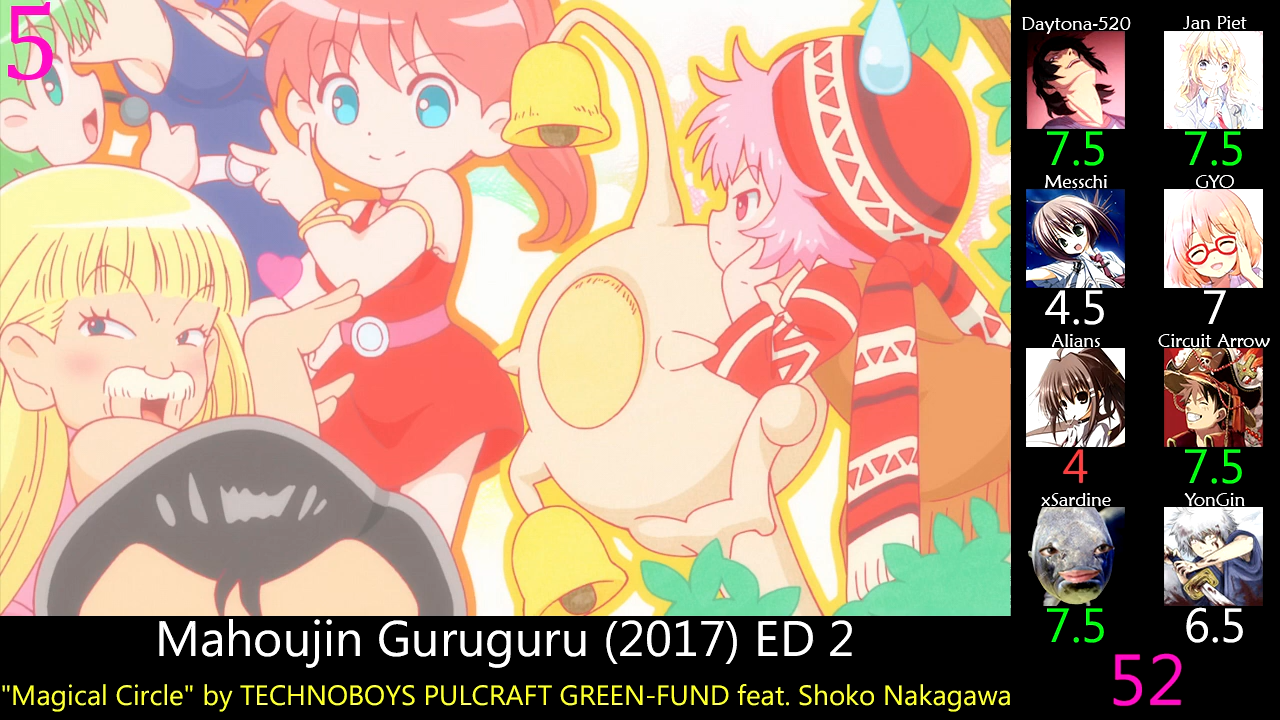 5
Daytona-520
Jan Piet
7.5
7.5
Messchi
GYO
4.5
7
Alians
Circuit Arrow
4
7.5
xSardine
YonGin
7.5
6.5
Mahoujin Guruguru (2017) ED 2
"Magical Circle" by TECHNOBOYS PULCRAFT GREEN-FUND feat. Shoko Nakagawa
52